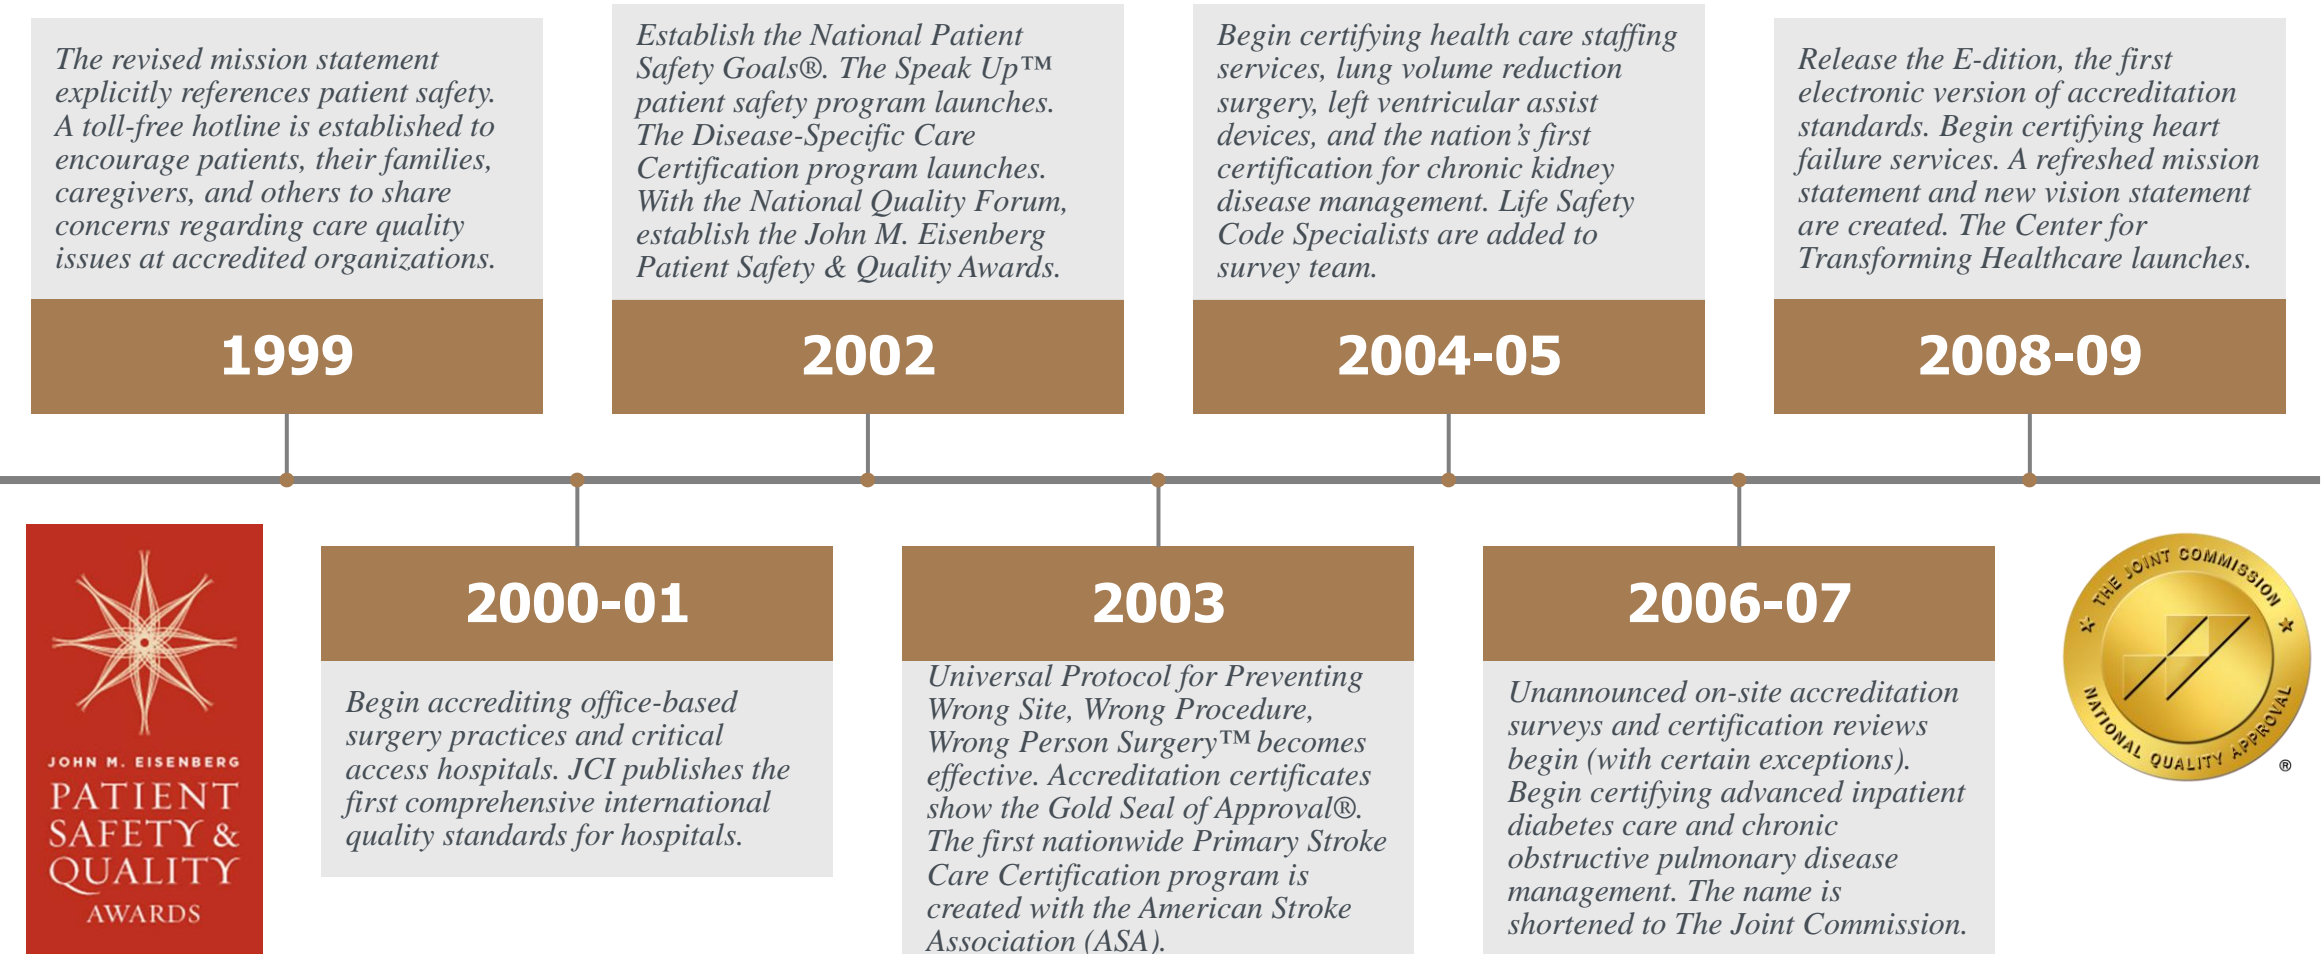 The revised mission statement
explicitly references patient safety.
A toll-free hotline is established to
encourage patients, their families,
caregivers, and others to share
concerns regarding care quality
issues at accredited organizations.
1999
Establish the National Patient
Safety Goals®. The Speak Up™
patient safety program launches.
The Disease-Specific Care
Certification program launches.
With the National Quality Forum,
establish the John M. Eisenberg
Patient Safety & Quality Awards.
2002
Begin certifying health care staffing
services, lung volume reduction
surgery, left ventricular assist
devices, and the nation’s first
certification for chronic kidney
disease management. Life Safety
Code Specialists are added to
survey team.
2004-05
Release the E-dition, the first
electronic version of accreditation
standards. Begin certifying heart
failure services. A refreshed mission
statement and new vision statement
are created. The Center for
Transforming Healthcare launches.
2008-09
JOHN M. EISENBERG
PATIENT
SAFETY &
QUALITY
AWARDS
2000-01
Begin accrediting office-based
surgery practices and critical
access hospitals. JCI publishes the
first comprehensive international
quality standards for hospitals.
2003
Universal Protocol for Preventing
Wrong Site, Wrong Procedure,
Wrong Person Surgery™ becomes
effective. Accreditation certificates
show the Gold Seal of Approval®.
The first nationwide Primary Stroke
Care Certification program is
created with the American Stroke
Association (ASA).
2006-07
Unannounced on-site accreditation
surveys and certification reviews
begin (with certain exceptions).
Begin certifying advanced inpatient
diabetes care and chronic
obstructive pulmonary disease
management. The name is
shortened to The Joint Commission.
THE JOINT COMMISSION
NATIONAL QUALITY APPROVAL
®